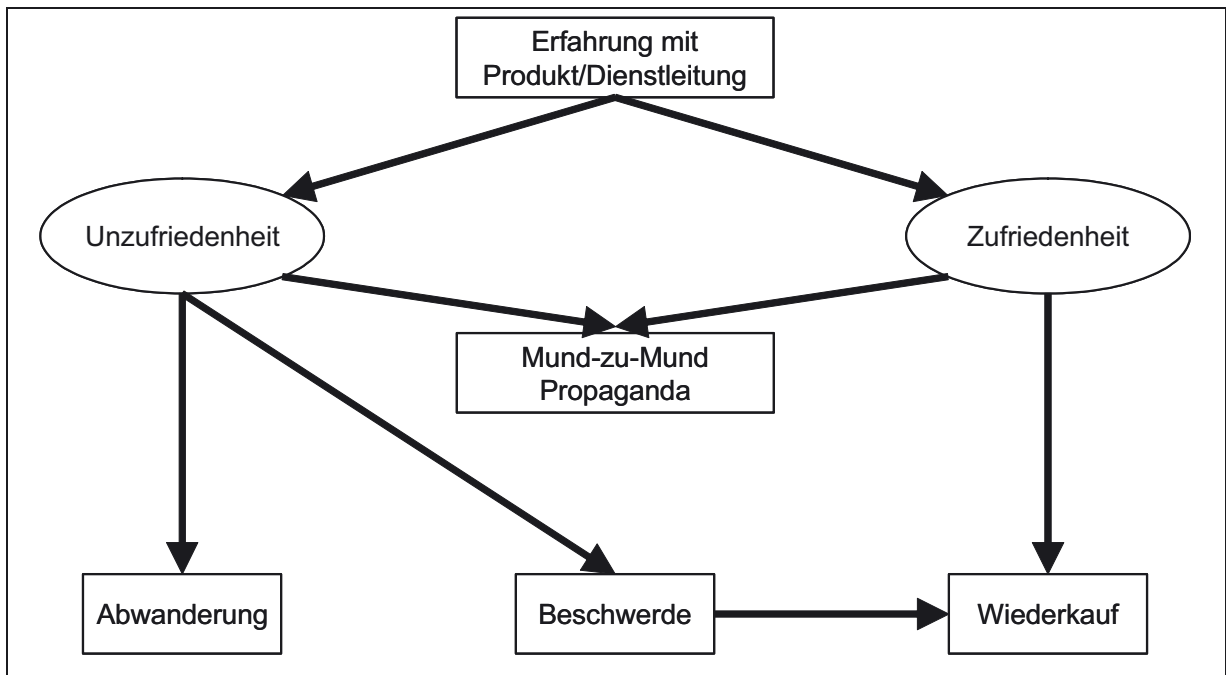 Erfahrung mit
Produkt/Dienstleitung
Unzufriedenheit
Zufriedenheit
Mund-zu-Mund
Propaganda
Abwanderung
Beschwerde
Wiederkauf